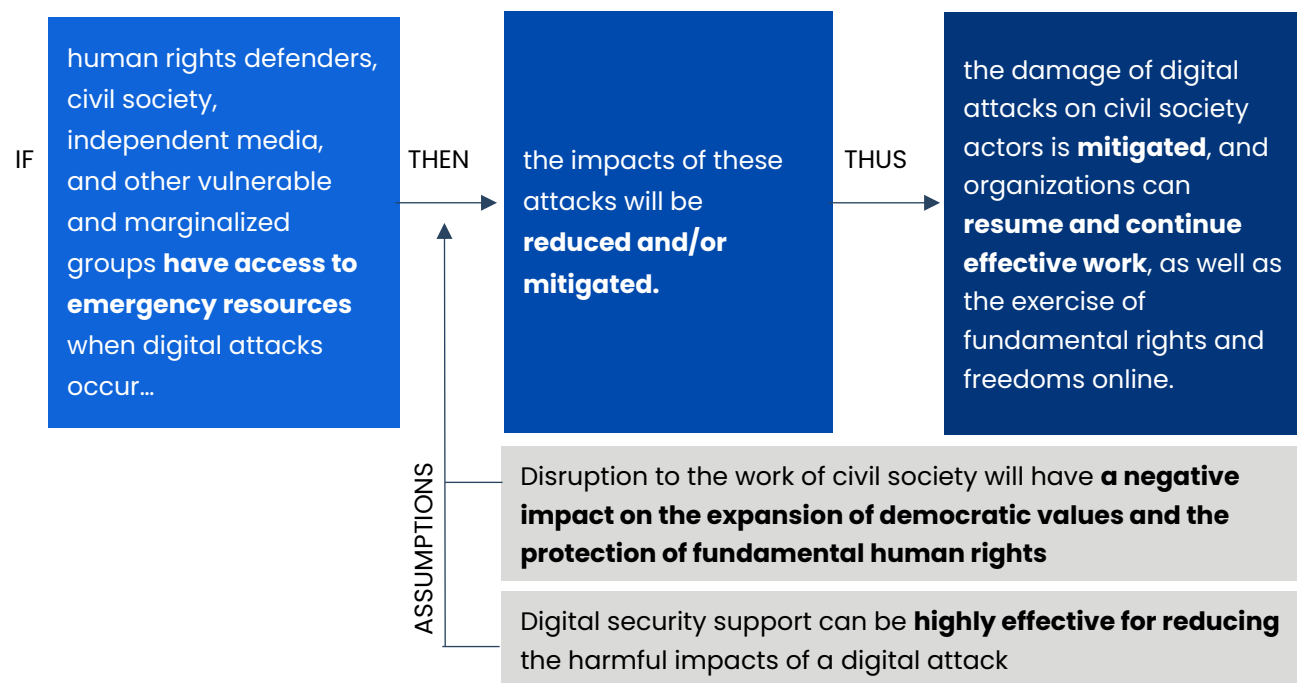 IF
human rights defenders,
civil society,
independent media,
and other vulnerable
and marginalized
groups have access to
emergency resources
when digital attacks
occur…
THEN
the impacts of these
attacks will be
reduced and/or
mitigated.
THUS
the damage of digital
attacks on civil society
actors is mitigated, and
organizations can
resume and continue
effective work, as well as
the exercise of
fundamental rights and
freedoms online.
ASSUMPTIONS
Disruption to the work of civil society will have a negative
impact on the expansion of democratic values and the
protection of fundamental human rights
Digital security support can be highly effective for reducing
the harmful impacts of a digital attack